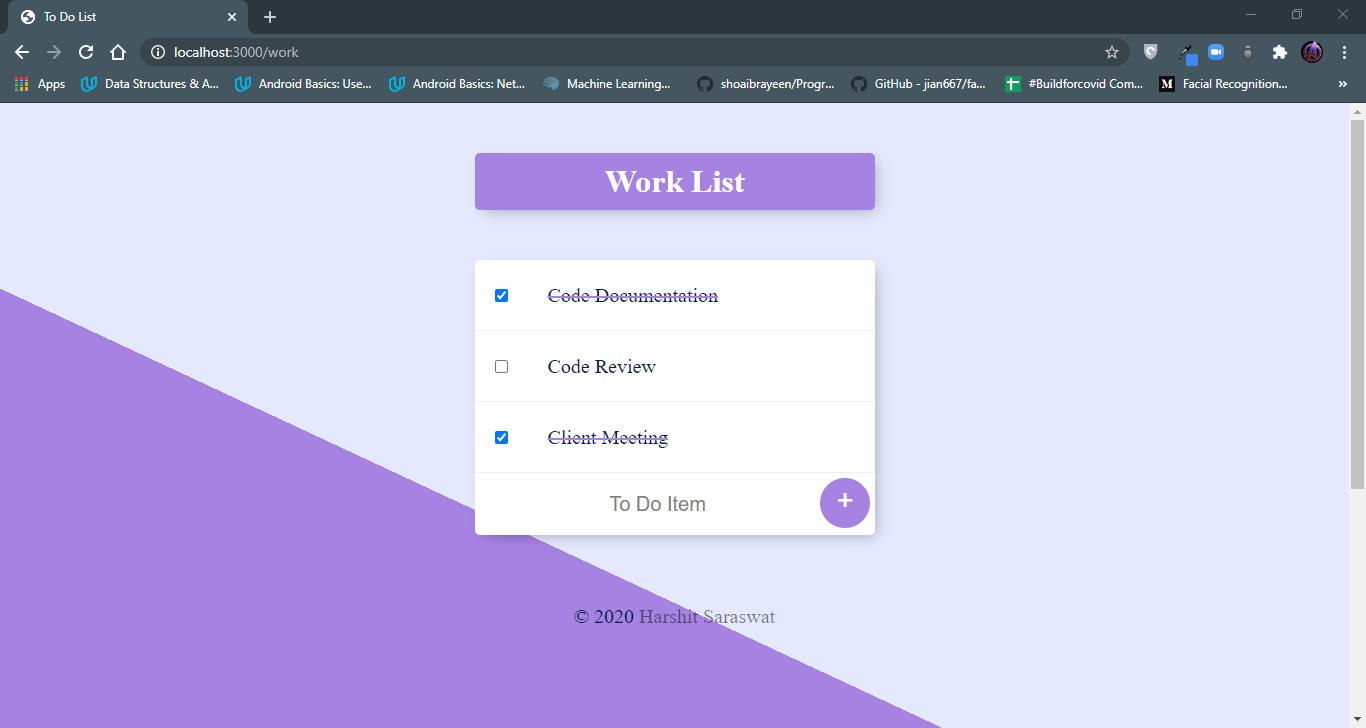 To Do List
localhost:3000/work
Apps
Data Structures & A...
Android Basics: Use...
Android Basics: Net...
Machine Learning...
shoaibrayeen/Progr...
GitHub - jian667/fa...
#Buildforcovid Com...
M Facial Recognition...
»
Work List
Code Documentation
Code Review
Client Meeting
To Do Item
+
© 2020 Harshit Saraswat